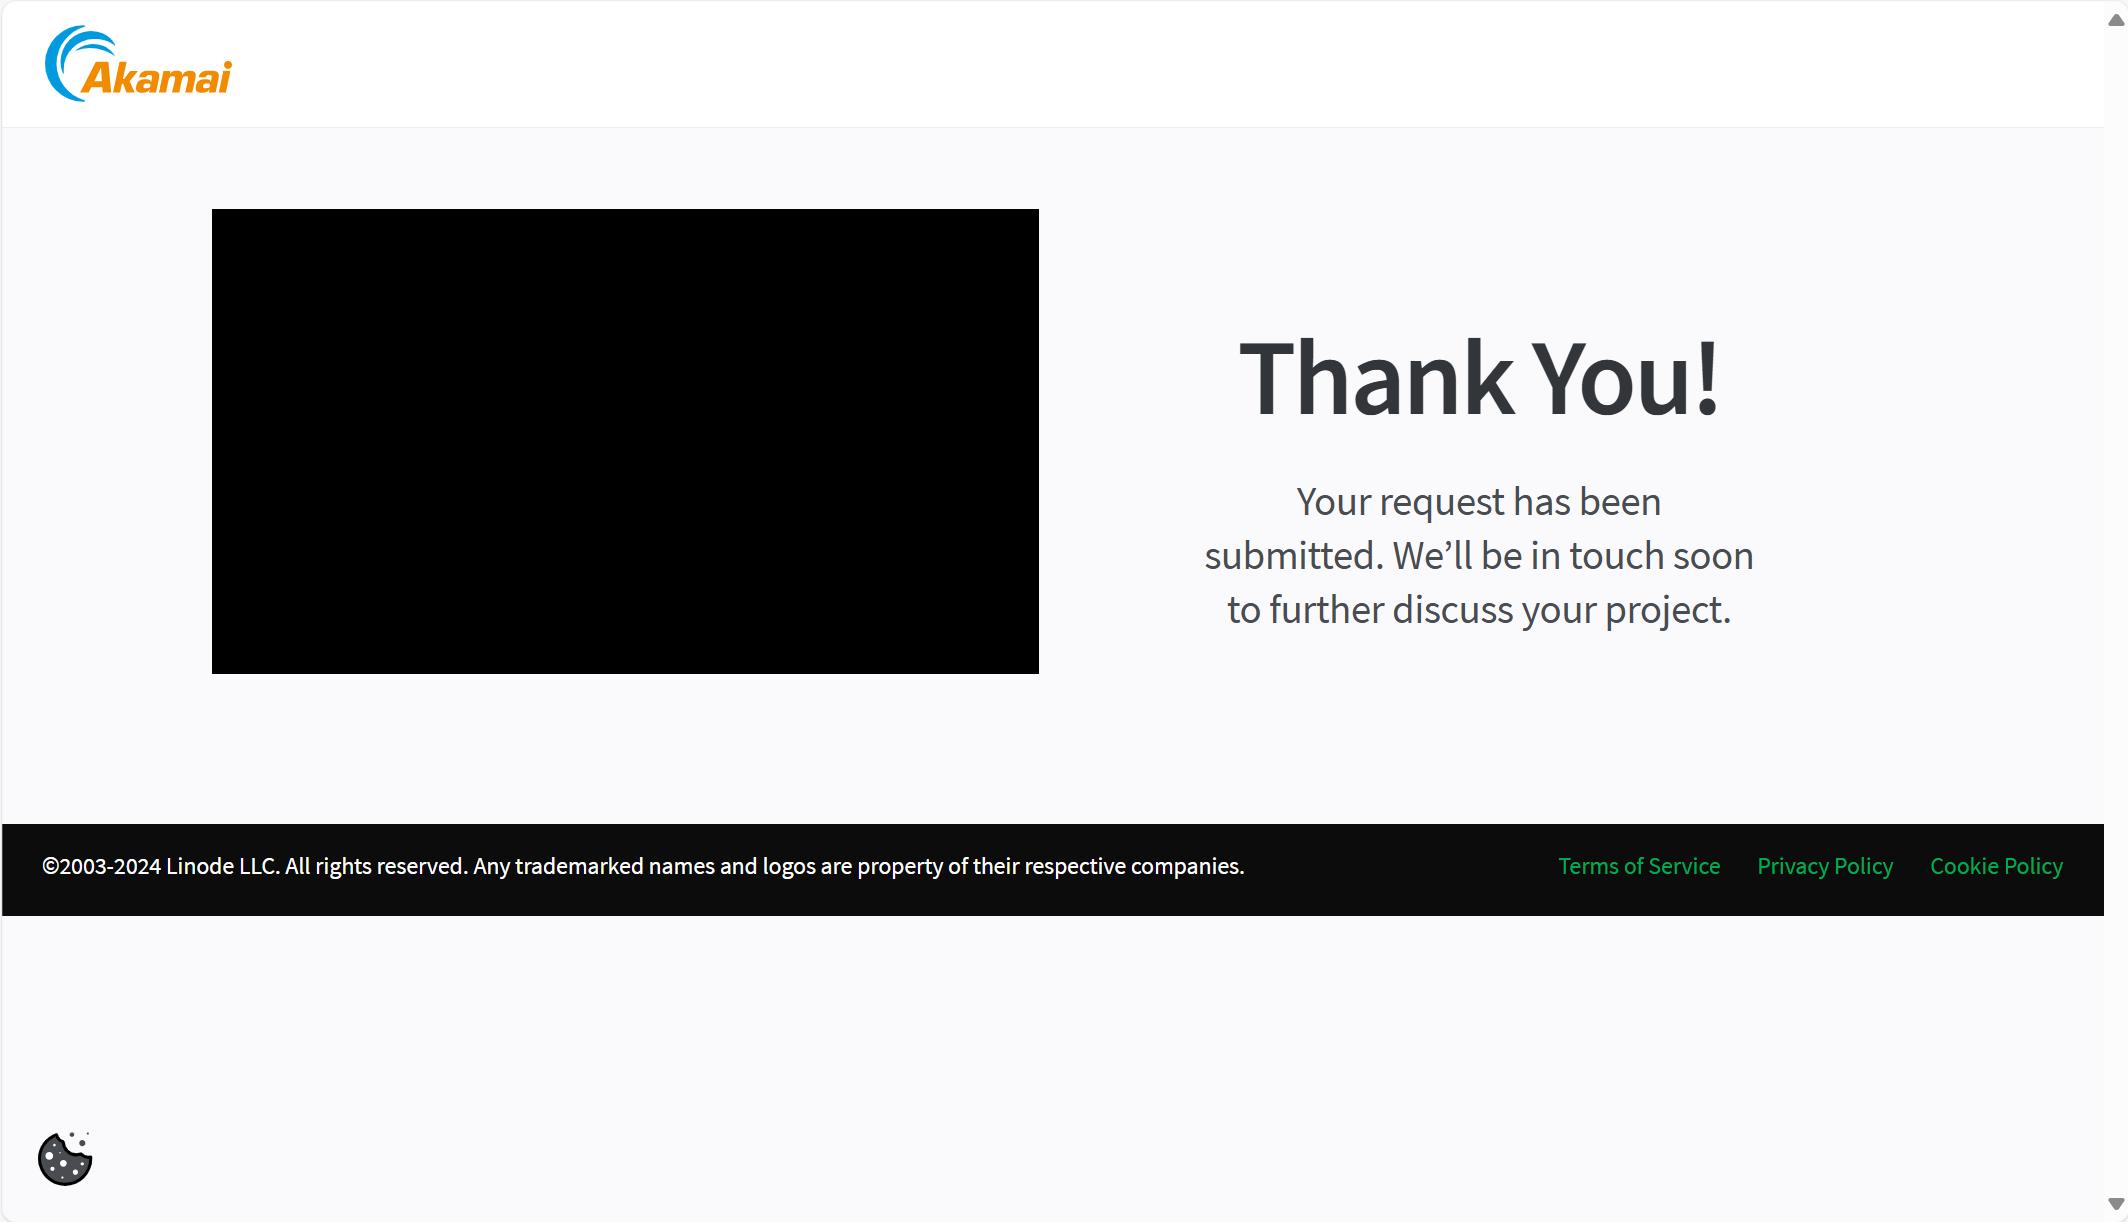 Akamai
Thank You!
Your request has been
submitted. We’ll be in touch soon
to further discuss your project.
©2003-2024 Linode LLC. All rights reserved. Any trademarked names and logos are property of their respective companies.
Terms of Service
Privacy Policy
Cookie Policy